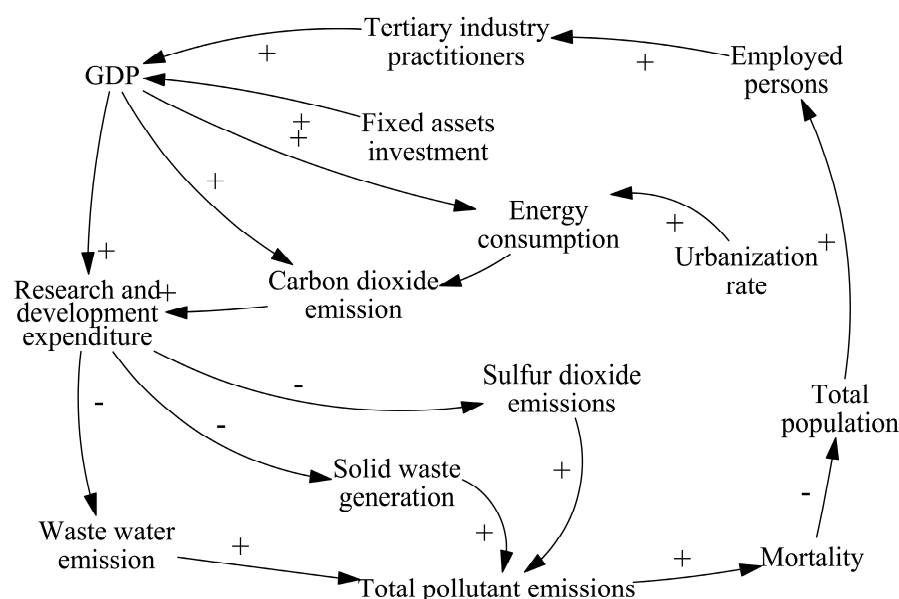 Tertiary industry
practitioners
+
+
Employed
persons
GDP
+
+
Fixed assets
investment
+
Energy
consumption
+
Urbanization
rate
+
+
Carbon dioxide
emission
Research and
development
expenditure
+
-
-
-
Sulfur dioxide
emissions
Total
population
+
Solid waste
generation
-
+
Waste water
emission
+
+
Mortality
Total pollutant emissions